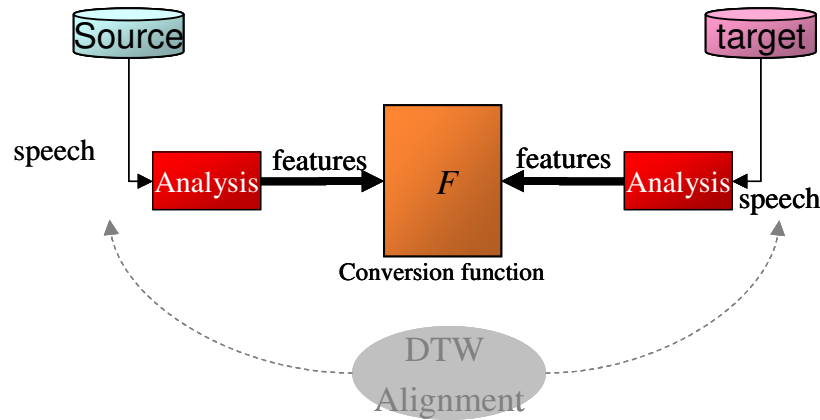 Source
target
speech
features
features
Analysis
F
Analysis
speech
Conversion function
DTW
Alignment